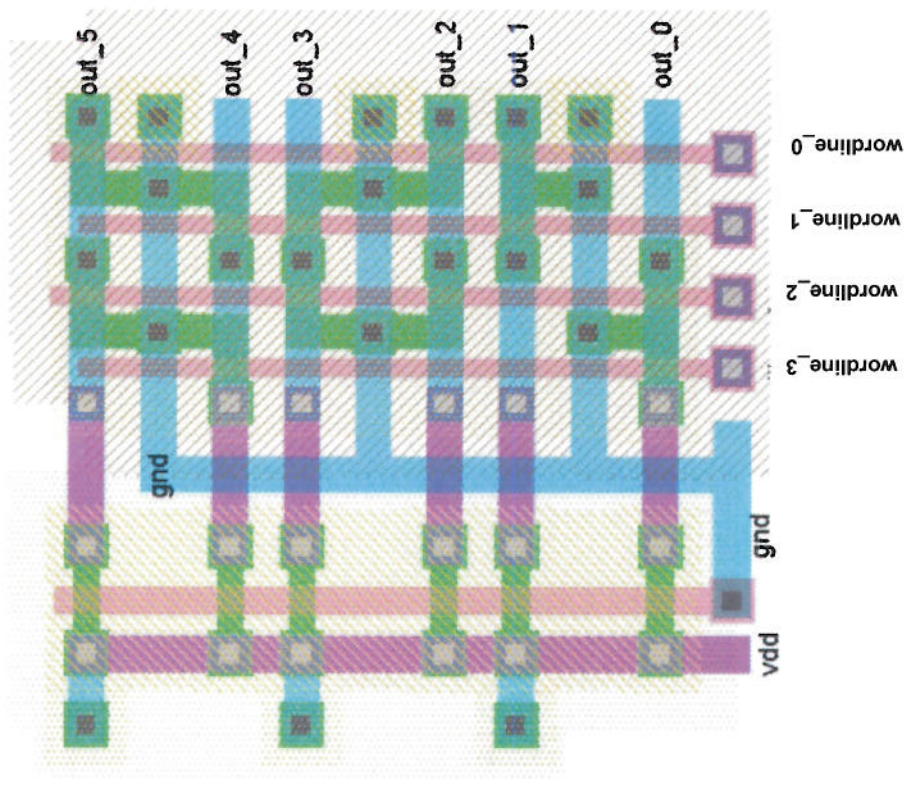 out_5
out_4
out_3
out_2
out_1
out_0
wordline_0
wordline_1
wordline_2
wordline_3
gnd
gnd
vdd